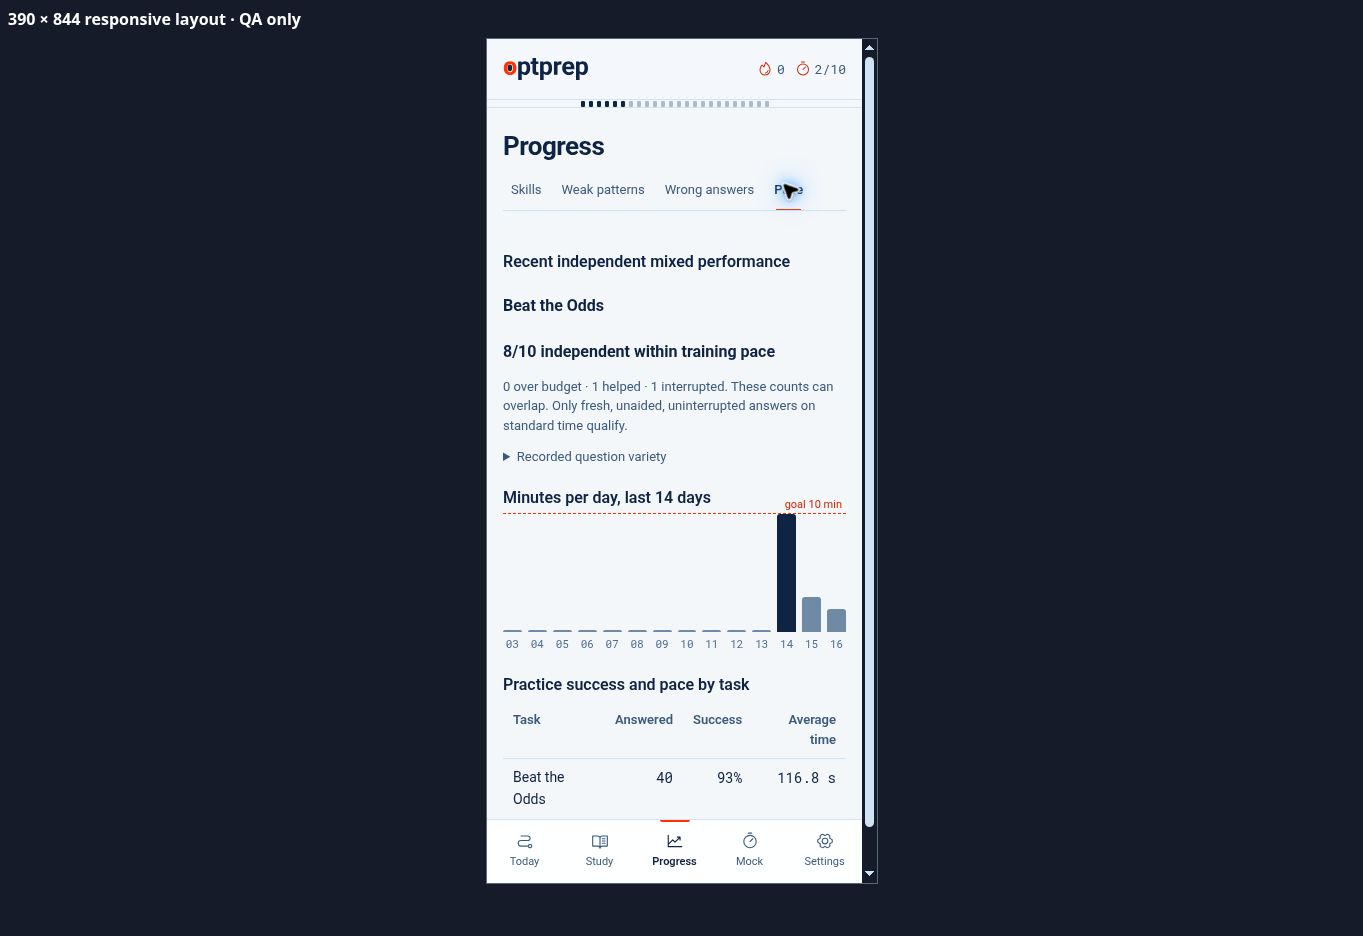 390 × 844 responsive layout · QA only
optprep
0 2/10
Progress
Skills Weak patterns Wrong answers
Recent independent mixed performance
Beat the Odds
8/10 independent within training pace
0 over budget · 1 helped · 1 interrupted. These counts can
overlap. Only fresh, unaided, uninterrupted answers on
standard time qualify.
Recorded question variety
Minutes per day, last 14 days
goal 10 min
03 04 05 06 07 08 09 10 11 12 13 14 15 16
Practice success and pace by task
Task Answered Success Average
time
Beat the 40 93% 116.8 s
Odds
Today Study Progress Mock Settings